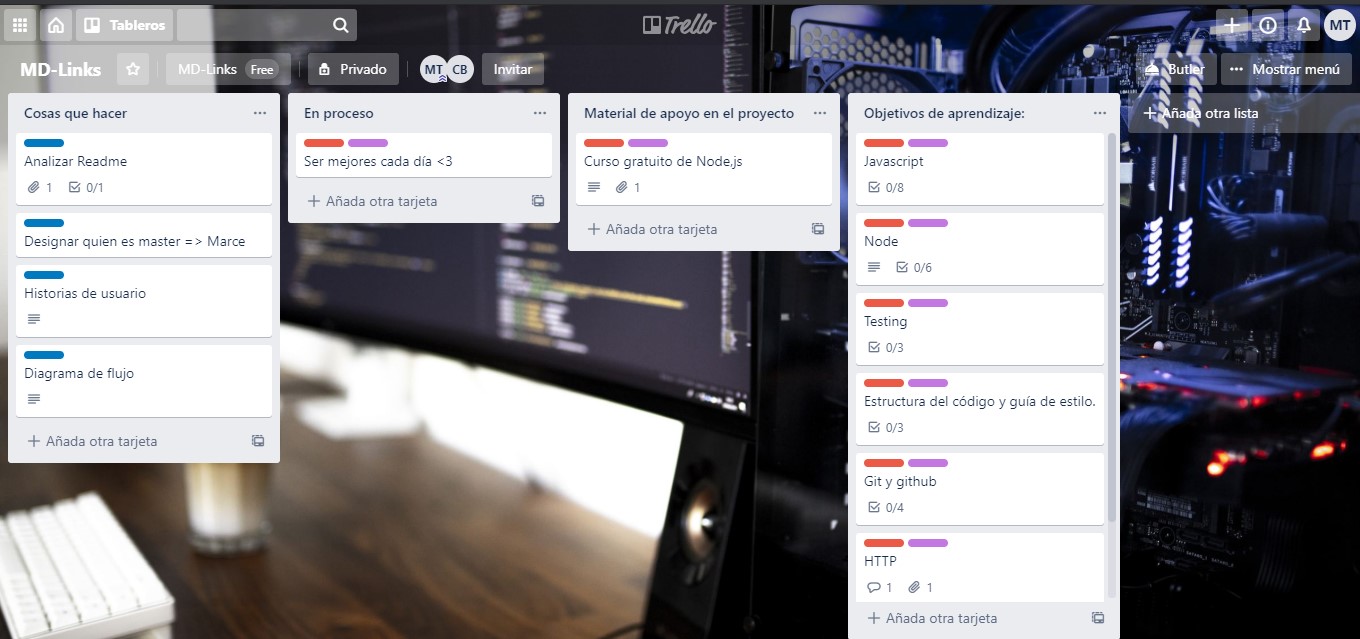 Tableros
Trello
MT
MD-Links
MD-Links Free
Privado
MT
CB
Invitar
Butler
Mostrar menú
Cosas que hacer
Analizar Readme
1
0/1
Designar quien es master => Marce
Historias de usuario
Diagrama de flujo
Añada otra tarjeta
En proceso
Ser mejores cada día <3
Añada otra tarjeta
Material de apoyo en el proyecto
Curso gratuito de Node.js
1
Añada otra tarjeta
Objetivos de aprendizaje:
Javascript
0/8
Node
0/6
Testing
0/3
Estructura del código y guía de estilo.
0/3
Git y github
0/4
HTTP
1
1
Añada otra tarjeta
Añada otra lista